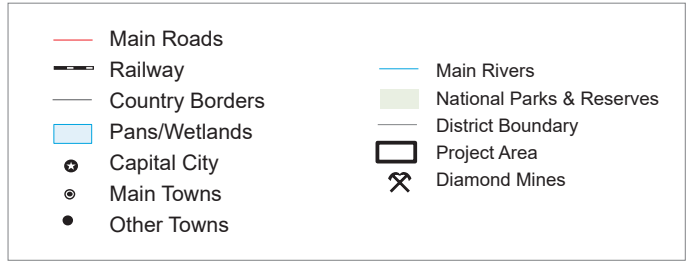 Main Roads
Railway
Country Borders
Pans/Wetlands
Capital City
Main Towns
Other Towns
Main Rivers
National Parks & Reserves
District Boundary
Project Area
Diamond Mines